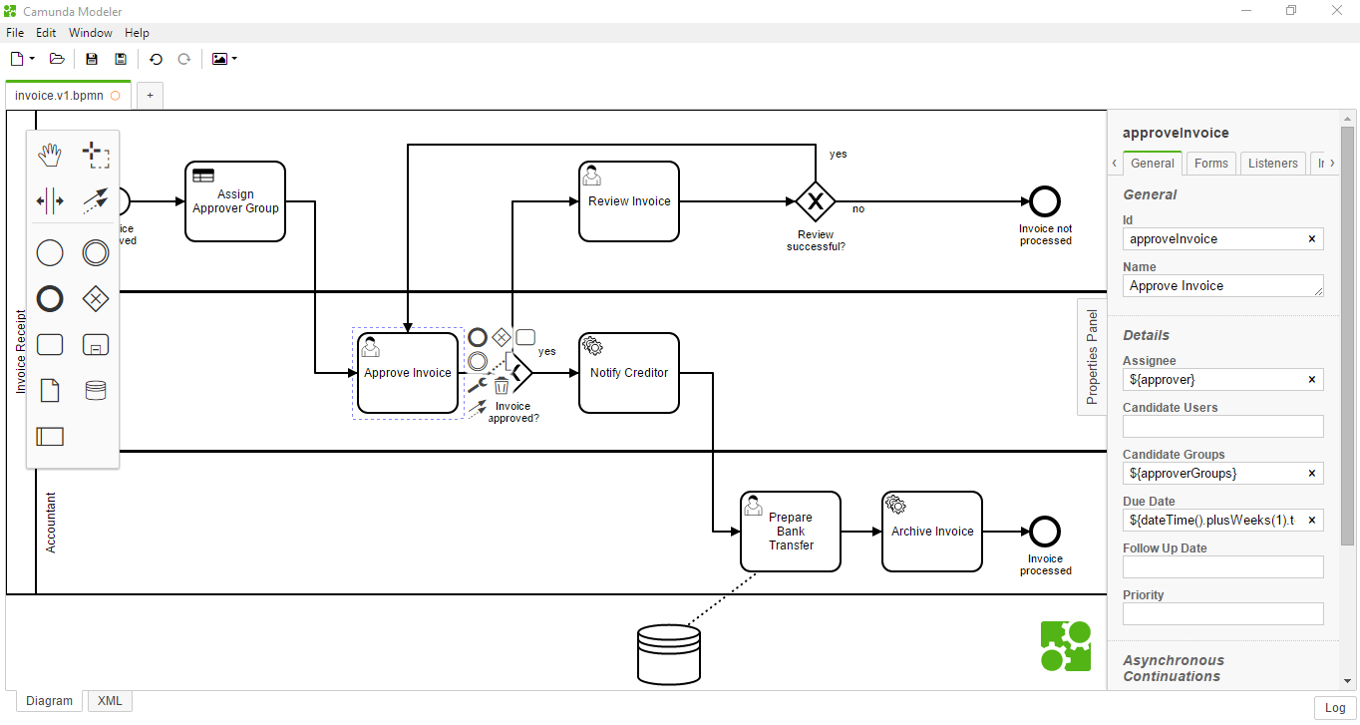 Camunda Modeler
File Edit Window Help
invoice.v1.bpmn
+
Invoice Receipt
Accountant
Assign
Approver Group
Review Invoice
yes
no
Review
successful?
Invoice not
processed
Approve Invoice
yes
Invoice
approved?
Notify Creditor
Prepare
Bank
Transfer
Archive Invoice
Invoice
processed
Properties Panel
approveInvoice
General Forms Listeners
General
Id
approveInvoice
Name
Approve Invoice
Details
Assignee
${approver}
Candidate Users
Candidate Groups
${approverGroups}
Due Date
${dateTime().plusWeeks(1).t
Follow Up Date
Priority
Asynchronous
Continuations
Diagram XML
Log